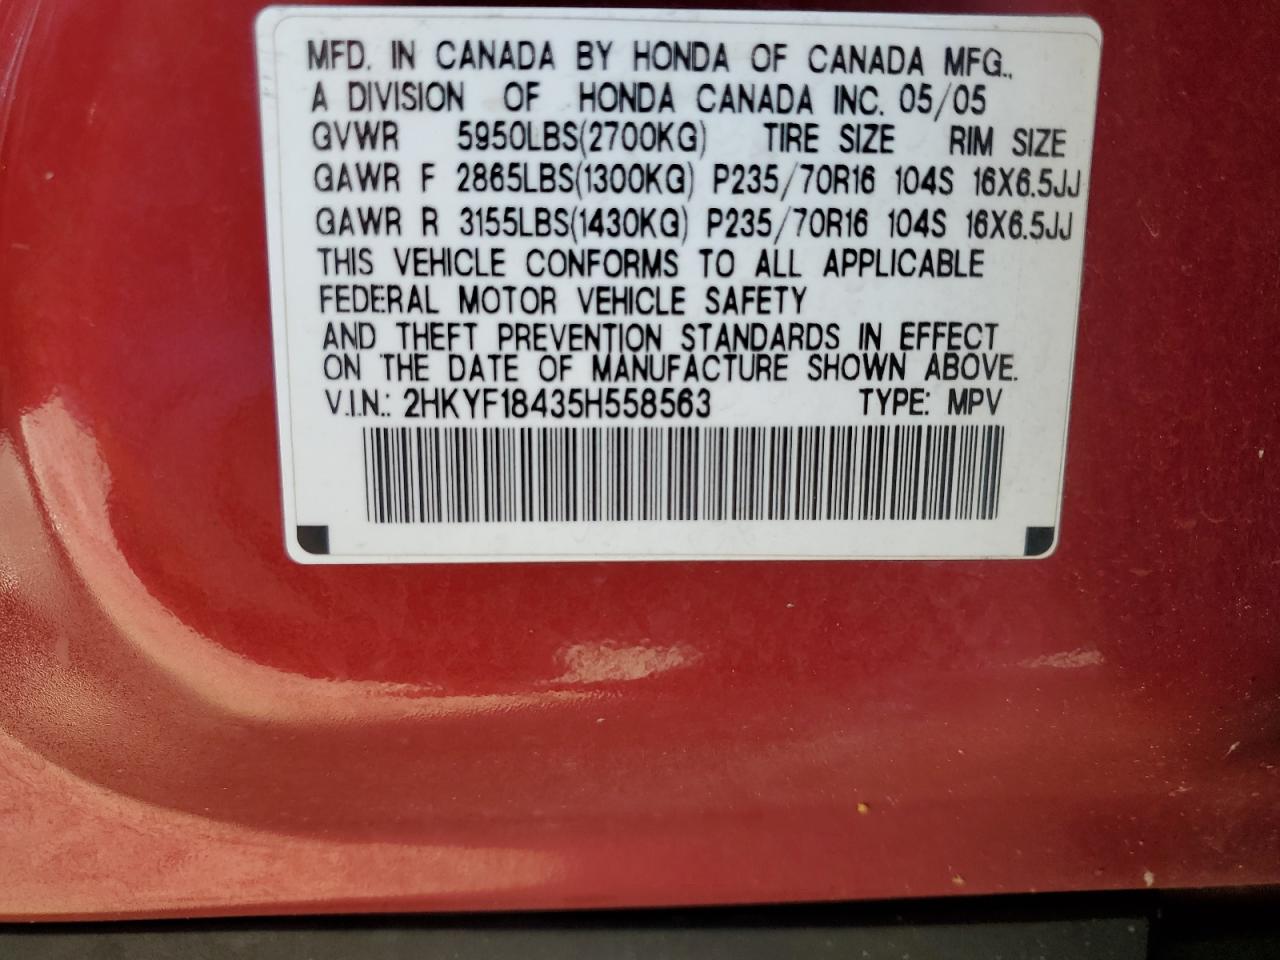 MFD. IN CANADA BY HONDA OF CANADA MFG.,
A DIVISION OF HONDA CANADA INC. 05/05
GVWR 5950LBS(2700KG) TIRE SIZE RIM SIZE
GAWR F 2865LBS(1300KG) P235/70R16 104S 16X6.5JJ
GAWR R 3155LBS(1430KG) P235/70R16 104S 16X6.5JJ
THIS VEHICLE CONFORMS TO ALL APPLICABLE
FEDERAL MOTOR VEHICLE SAFETY
AND THEFT PREVENTION STANDARDS IN EFFECT
ON THE DATE OF MANUFACTURE SHOWN ABOVE.
V.I.N.: 2HKYF18435H558563 TYPE: MPV